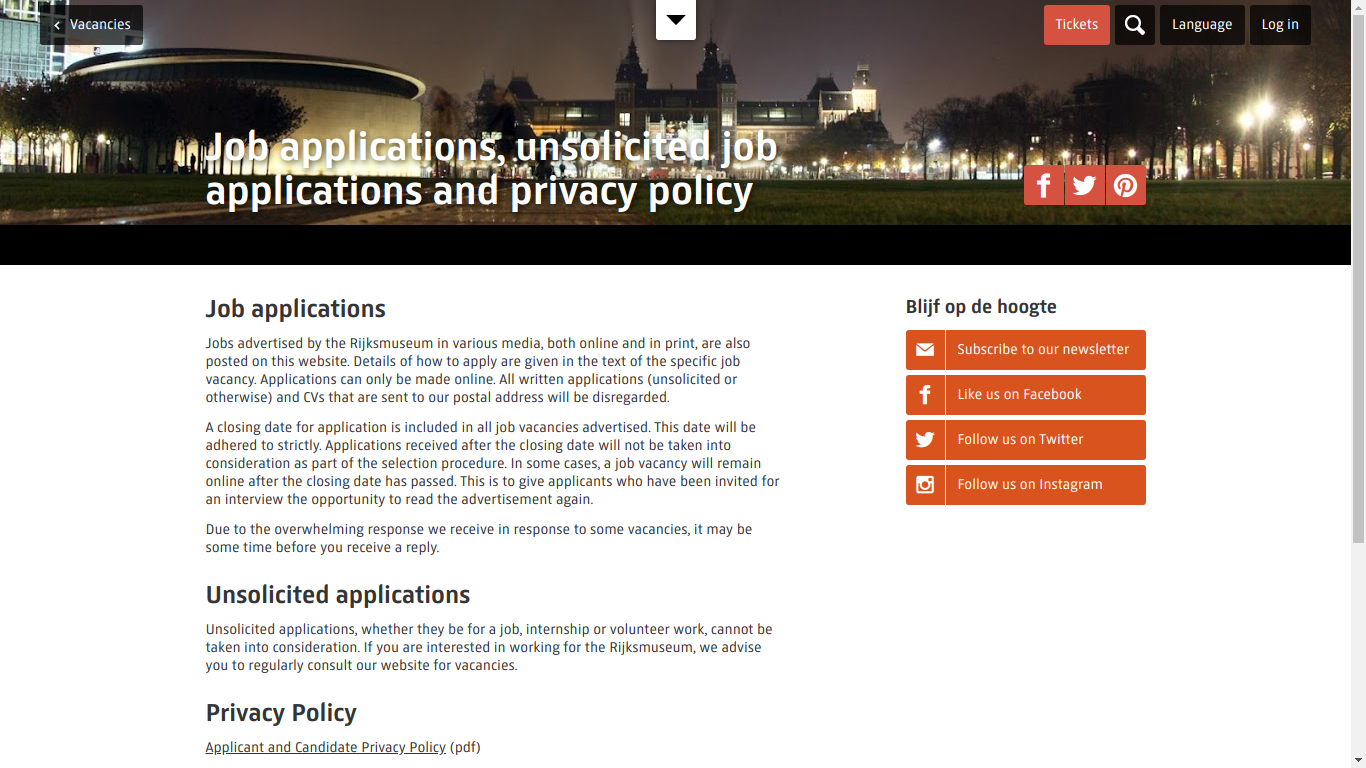 Vacancies
Tickets
Language
Log in
Job applications, unsolicited job
applications and privacy policy
Job applications
Jobs advertised by the Rijksmuseum in various media, both online and in print, are also
posted on this website. Details of how to apply are given in the text of the specific job
vacancy. Applications can only be made online. All written applications (unsolicited or
otherwise) and CVs that are sent to our postal address will be disregarded.
A closing date for application is included in all job vacancies advertised. This date will be
adhered to strictly. Applications received after the closing date will not be taken into
consideration as part of the selection procedure. In some cases, a job vacancy will remain
online after the closing date has passed. This is to give applicants who have been invited for
an interview the opportunity to read the advertisement again.
Due to the overwhelming response we receive in response to some vacancies, it may be
some time before you receive a reply.
Unsolicited applications
Unsolicited applications, whether they be for a job, internship or volunteer work, cannot be
taken into consideration. If you are interested in working for the Rijksmuseum, we advise
you to regularly consult our website for vacancies.
Privacy Policy
Applicant and Candidate Privacy Policy (pdf)
Blijf op de hoogte
Subscribe to our newsletter
Like us on Facebook
Follow us on Twitter
Follow us on Instagram